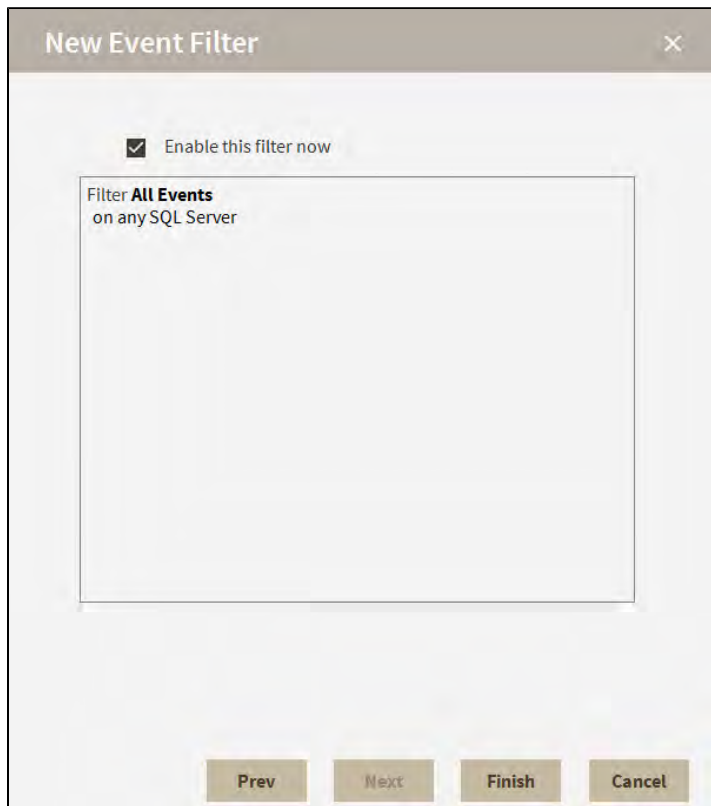 New Event Filter
Enable this filter now
Filter All Events
on any SQL Server
Prev Next Finish Cancel